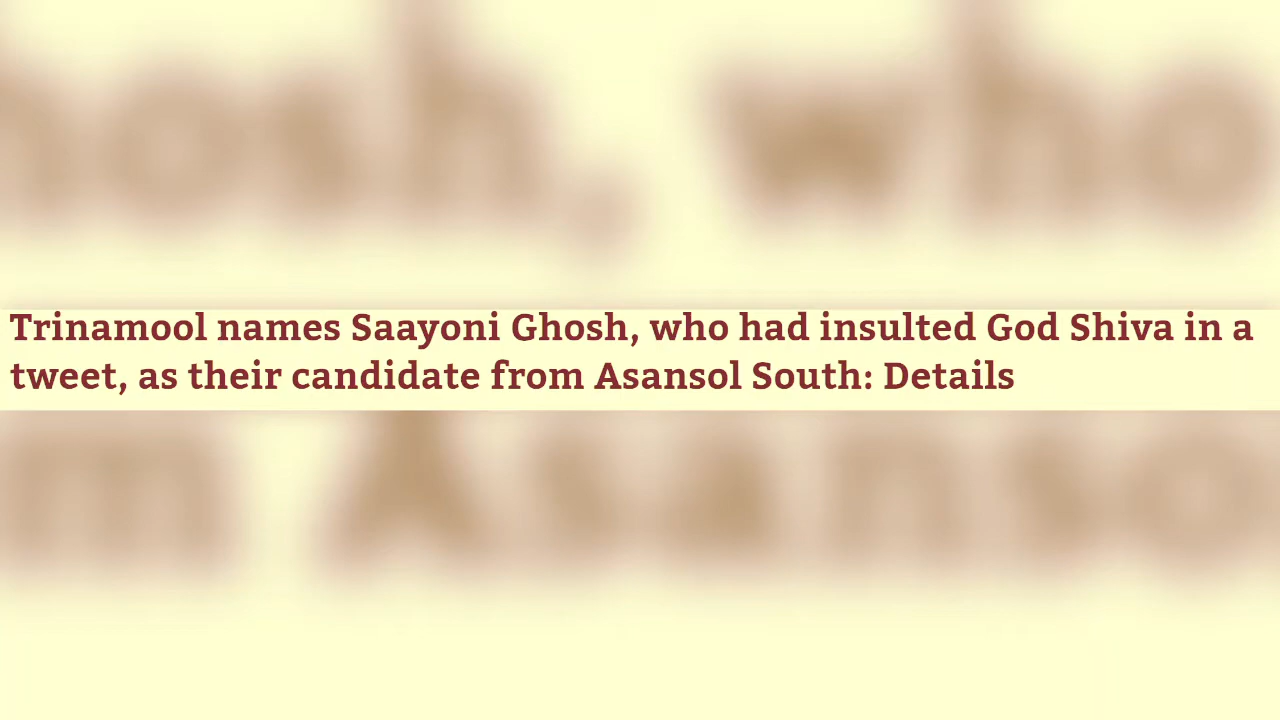 Trinamool names Saayoni Ghosh, who had insulted God Shiva in a
tweet, as their candidate from Asansol South: Details